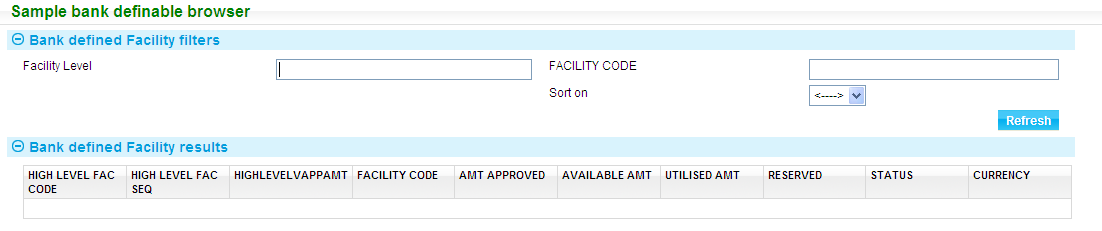 Sample bank definable browser
Bank defined Facility filters
Facility Level FACILITY CODE
Sort on <---->
Refresh
Bank defined Facility results
HIGH LEVEL FAC CODE HIGH LEVEL FAC SEQ HIGHLEVELVAPPAMT FACILITY CODE AMT APPROVED AVAILABLE AMT UTILISED AMT RESERVED STATUS CURRENCY